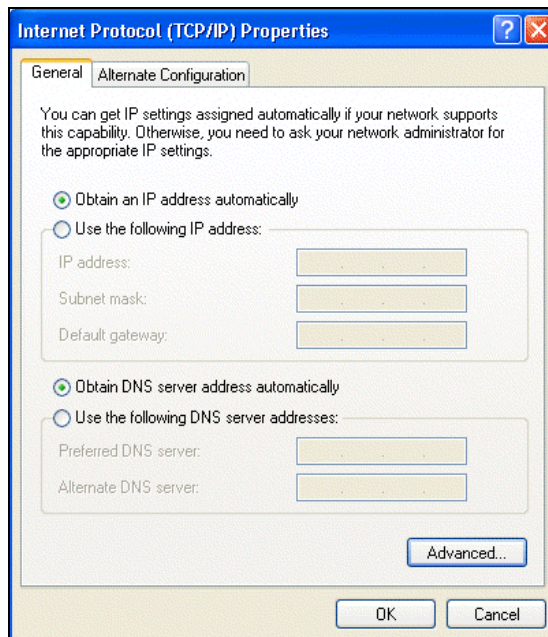 Internet Protocol (TCP/IP) Properties
General
Alternate Configuration
You can get IP settings assigned automatically if your network supports
this capability. Otherwise, you need to ask your network administrator for
the appropriate IP settings.
Obtain an IP address automatically
Use the following IP address:
IP address:
Subnet mask:
Default gateway:
Obtain DNS server address automatically
Use the following DNS server addresses:
Preferred DNS server:
Alternate DNS server:
Advanced...
OK
Cancel